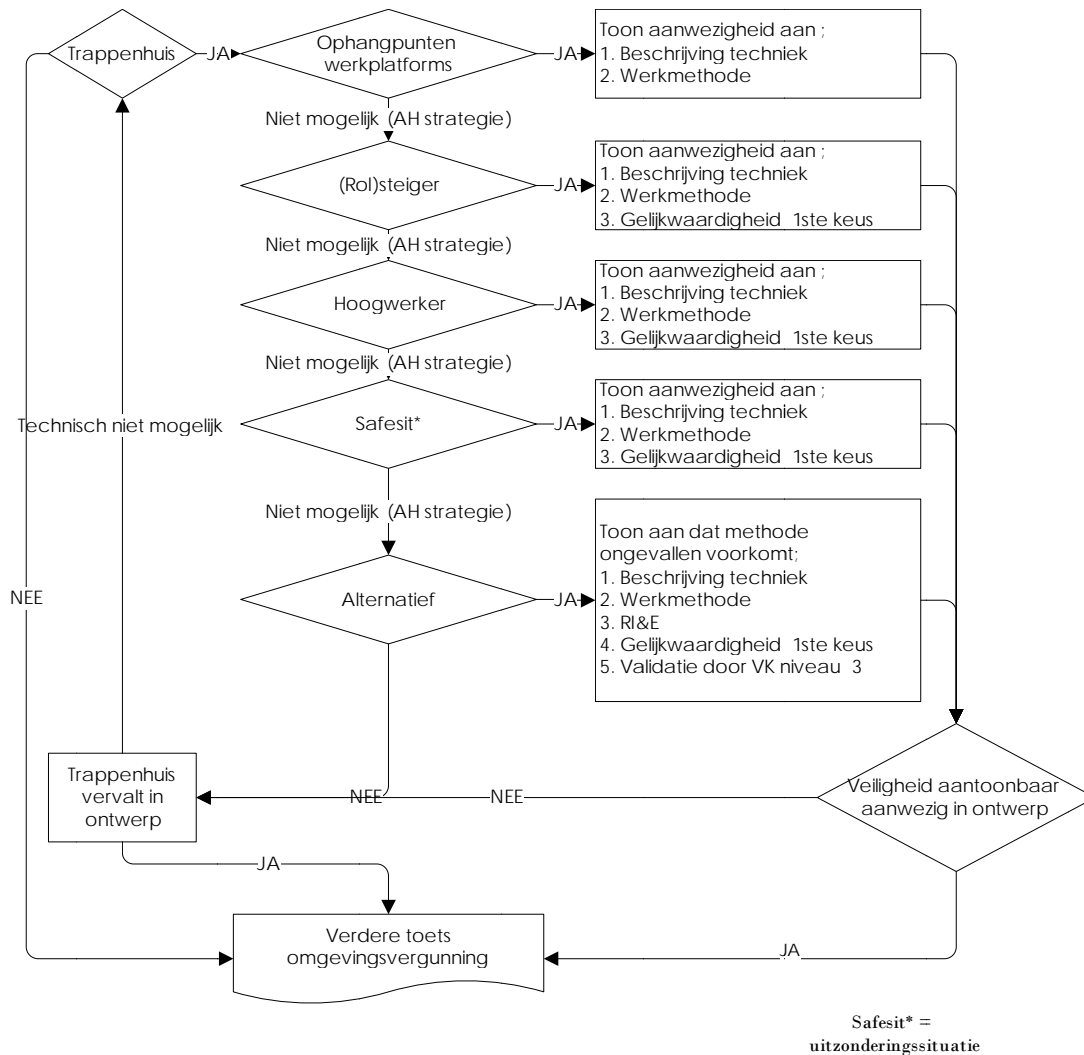 Trappenhuis
JA
Ophangpunten
werkplatforms
JA
Toon aanwezigheid aan ;
1. Beschrijving techniek
2. Werkmethode
Niet mogelijk (AH strategie)
(Rol)steiger
JA
Toon aanwezigheid aan ;
1. Beschrijving techniek
2. Werkmethode
3. Gelijkwaardigheid 1ste keus
Niet mogelijk (AH strategie)
Hoogwerker
JA
Toon aanwezigheid aan ;
1. Beschrijving techniek
2. Werkmethode
3. Gelijkwaardigheid 1ste keus
Niet mogelijk (AH strategie)
Safesit*
JA
Toon aanwezigheid aan ;
1. Beschrijving techniek
2. Werkmethode
3. Gelijkwaardigheid 1ste keus
Technisch niet mogelijk
Niet mogelijk (AH strategie)
Alternatief
JA
Toon aan dat methode
ongevallen voorkomt;
1. Beschrijving techniek
2. Werkmethode
3. RI&E
4. Gelijkwaardigheid 1ste keus
5. Validatie door VK niveau 3
NEE
Trappenhuis
vervalt in
ontwerp
NEE
NEE
Veiligheid aantoonbaar
aanwezig in ontwerp
JA
Verdere toets
omgevingsvergunning
JA
Safesit* =
uitzonderingssituatie